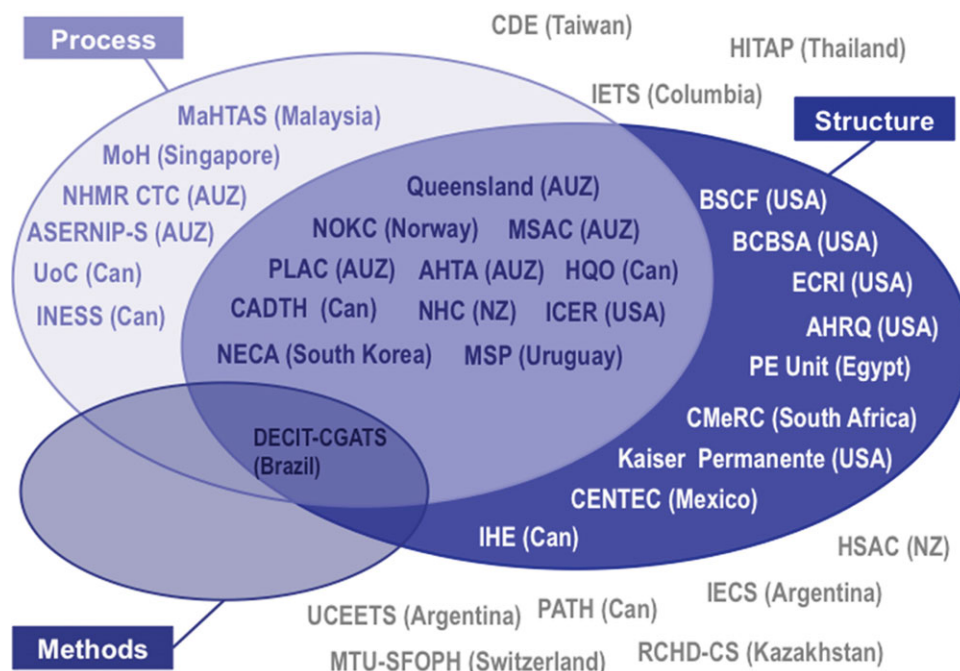 CDE (Taiwan)
Process
HITAP (Thailand)
IETS (Columbia)
Structure
MaHTAS (Malaysia)
MoH (Singapore)
NHMR CTC (AUZ)
ASERNIP-S (AUZ)
UoC (Can)
INESS (Can)
Queensland (AUZ)
NOKC (Norway) MSAC (AUZ)
PLAC (AUZ) AHTA (AUZ) HQO (Can)
CADTH (Can) NHC (NZ) ICER (USA)
NECA (South Korea) MSP (Uruguay)
BSCF (USA)
BCBSA (USA)
ECRI (USA)
AHRQ (USA)
PE Unit (Egypt)
CMeRC (South Africa)
Kaiser Permanente (USA)
CENTEC (Mexico)
IHE (Can)
DECIT-CGATS
(Brazil)
HSAC (NZ)
IECS (Argentina)
UCEETS (Argentina) PATH (Can)
Methods
MTU-SFOPH (Switzerland) RCHD-CS (Kazakhstan)